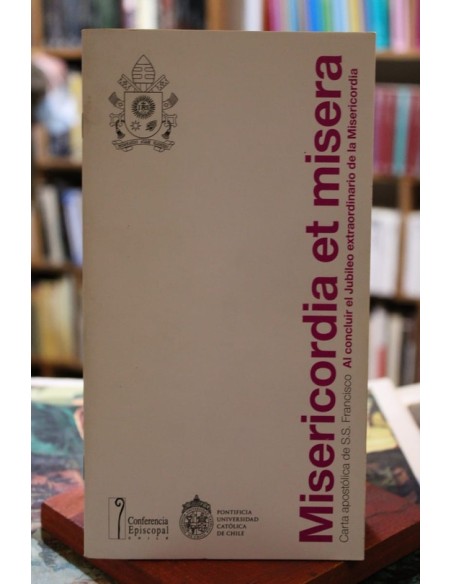 Misericordia et misera
Carta apostólica de S.S. Francisco Al concluir el Jubileo extraordinario de la Misericordia
Conferencia
Episcopal
CHILE
PONTIFICIA
UNIVERSIDAD
CATÓLICA
DE CHILE